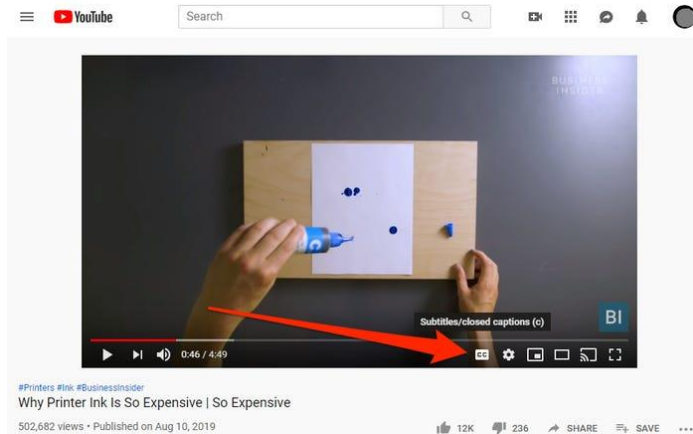 YouTube
Search
BUSINESS
INSIDER
C
Subtitles/closed captions (c)
BI
CC
0:46 / 4:49
#Printers #Ink #BusinessInsider
Why Printer Ink Is So Expensive | So Expensive
502,682 views • Published on Aug 10, 2019
12K
236
SHARE
SAVE